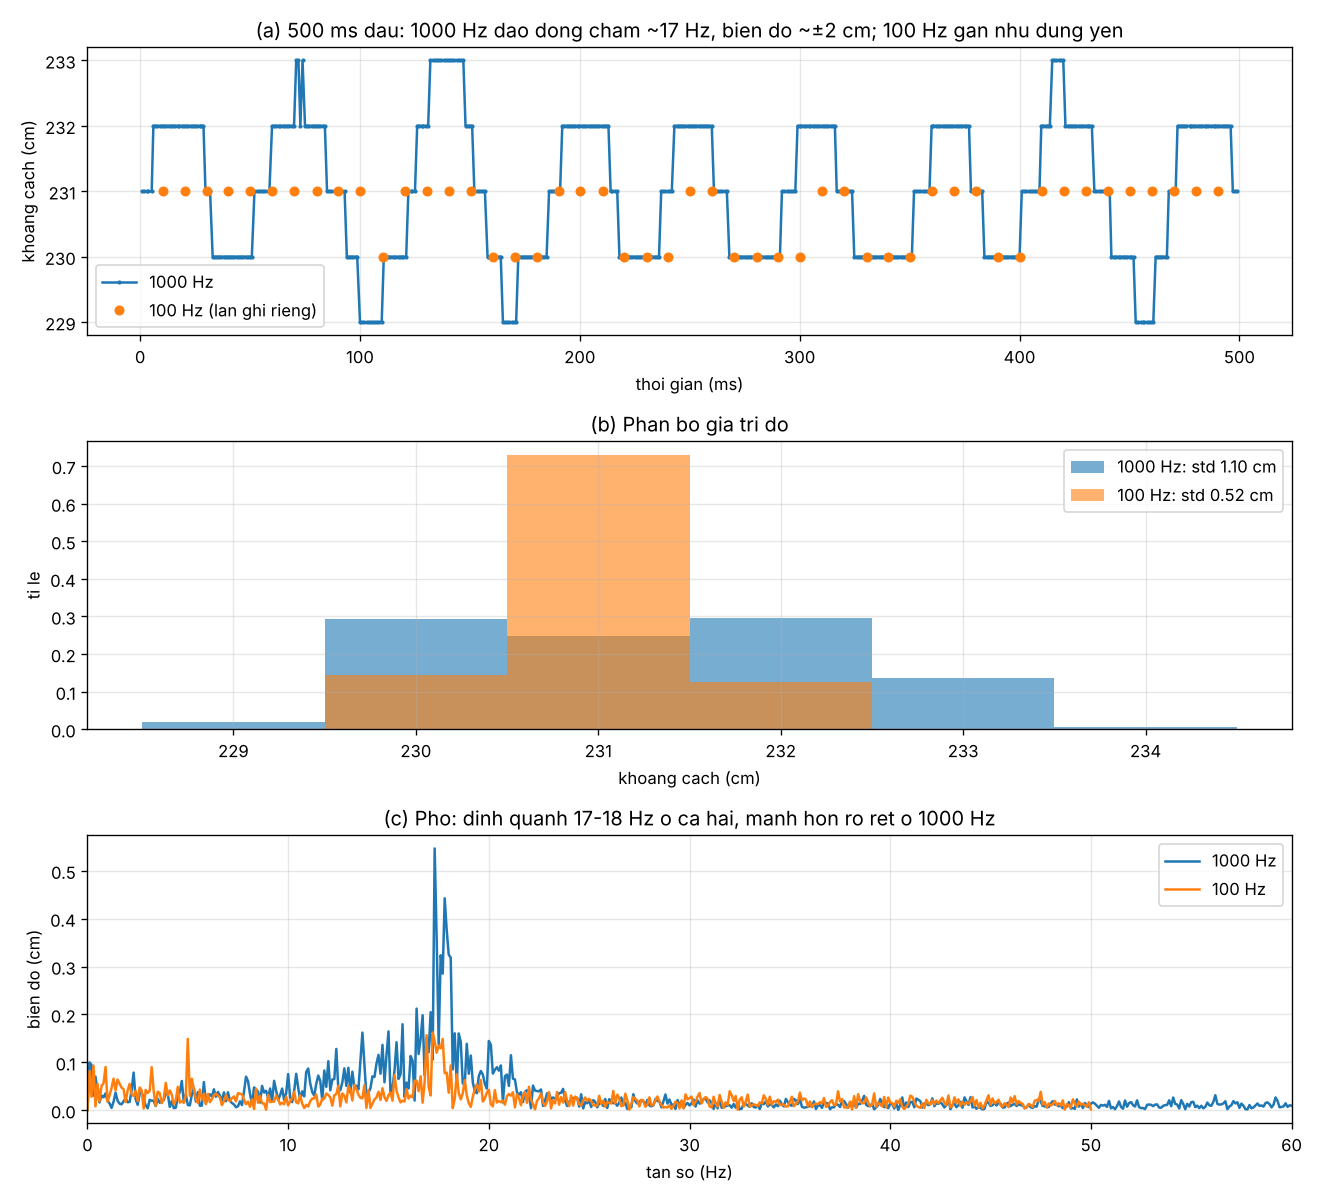 (a) 500 ms dau: 1000 Hz dao dong cham ~17 Hz, bien do ~±2 cm; 100 Hz gan nhu dung yen
233
232
231
230
229
khoang cach (cm)
1000 Hz
100 Hz (lan ghi rieng)
0 100 200 300 400 500
thoi gian (ms)
(b) Phan bo gia tri do
0.7
0.6
0.5
0.4
0.3
0.2
0.1
0.0
ti le
1000 Hz: std 1.10 cm
100 Hz: std 0.52 cm
229 230 231 232 233 234
khoang cach (cm)
(c) Pho: dinh quanh 17-18 Hz o ca hai, manh hon ro ret o 1000 Hz
0.5
0.4
0.3
0.2
0.1
0.0
bien do (cm)
1000 Hz
100 Hz
0 10 20 30 40 50 60
tan so (Hz)